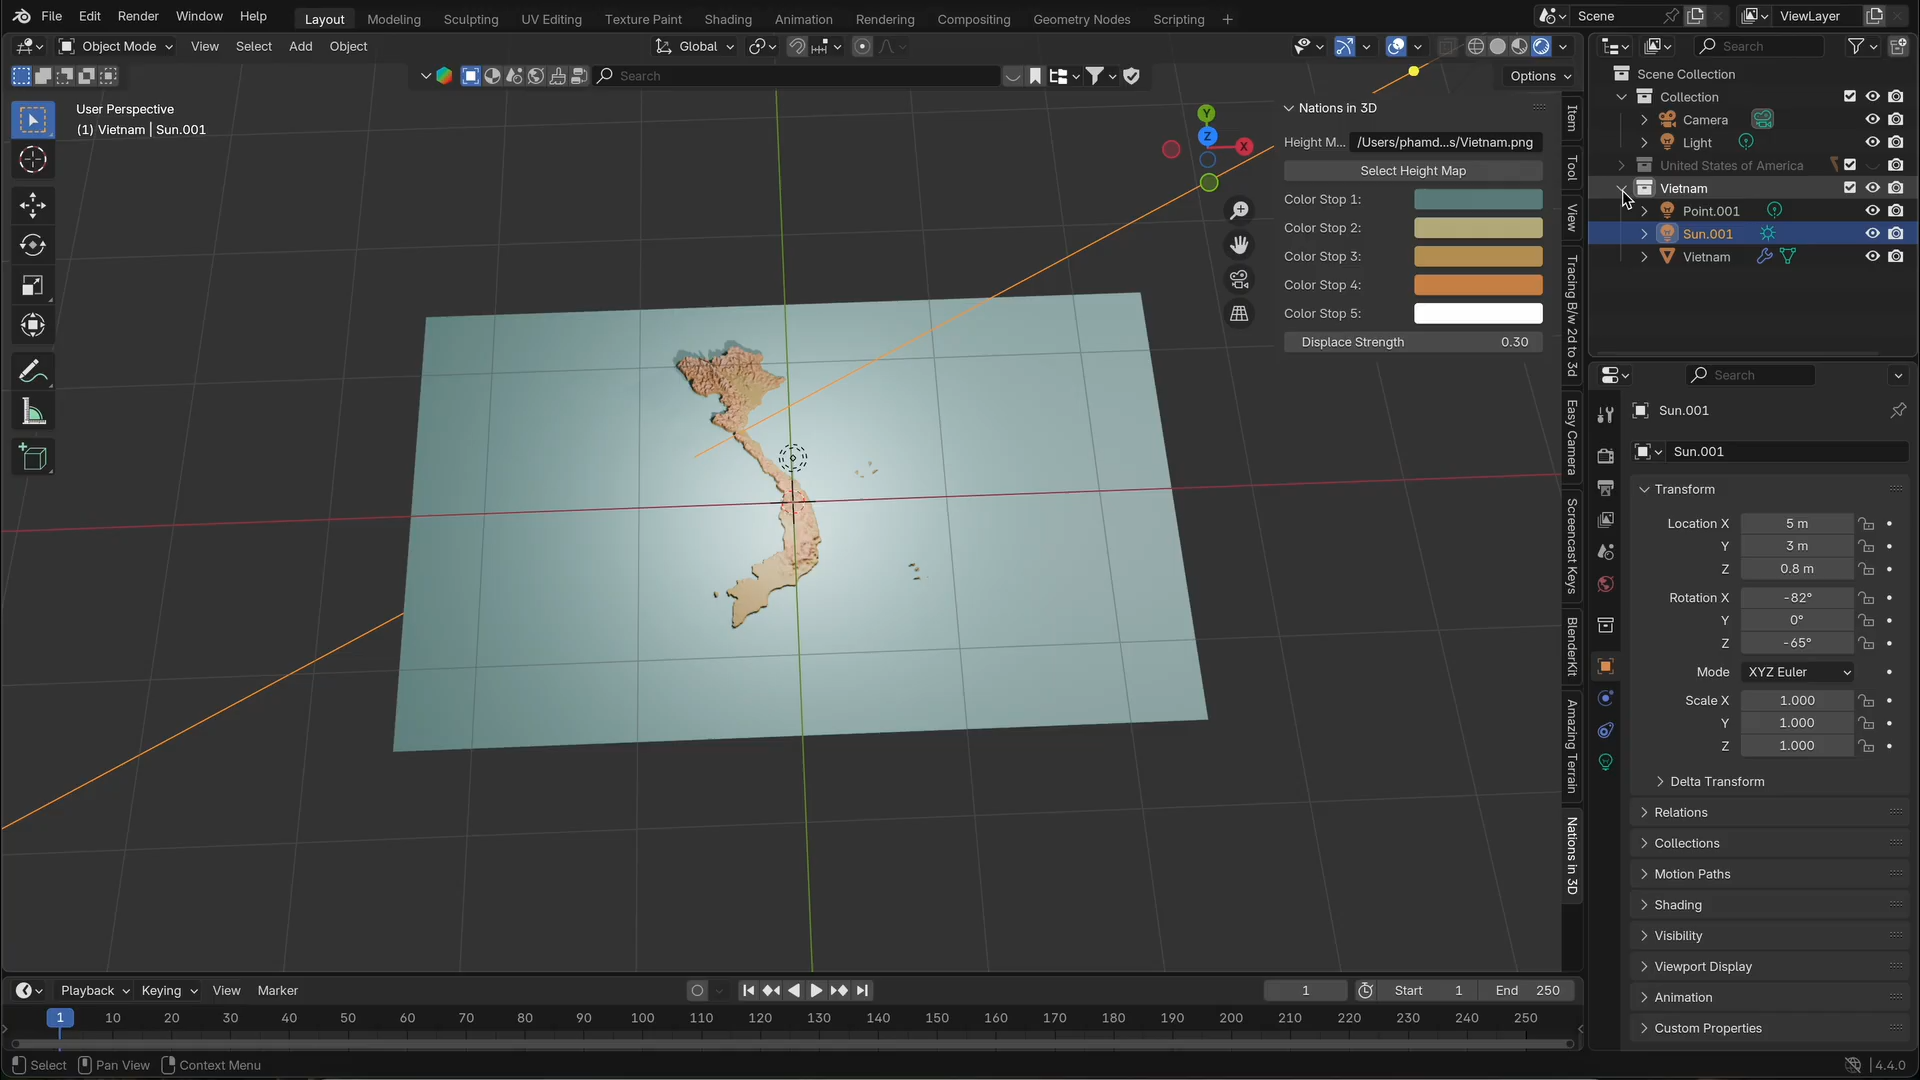 File Edit Render Window Help
Layout Modeling Sculpting UV Editing Texture Paint Shading Animation Rendering Compositing Geometry Nodes Scripting +
Scene
ViewLayer
Object Mode View Select Add Object
Global
Search
Search
Options
User Perspective
(1) Vietnam | Sun.001
Y
Z
X
Nations in 3D
Height M... /Users/phamd...s/Vietnam.png
Select Height Map
Color Stop 1:
Color Stop 2:
Color Stop 3:
Color Stop 4:
Color Stop 5:
Displace Strength 0.30
Item
Tool
View
Tracing B/w 2d to 3d
Easy Camera
Screencast Keys
BlenderKit
Amazing Terrain
Nations in 3D
Scene Collection
Collection
Camera
Light
United States of America
Vietnam
Point.001
Sun.001
Vietnam
Search
Sun.001
Sun.001
Transform
Location X 5 m
Y 3 m
Z 0.8 m
Rotation X -82°
Y 0°
Z -65°
Mode XYZ Euler
Scale X 1.000
Y 1.000
Z 1.000
Delta Transform
Relations
Collections
Motion Paths
Shading
Visibility
Viewport Display
Animation
Custom Properties
Playback Keying View Marker
1 Start 1 End 250
1 10 20 30 40 50 60 70 80 90 100 110 120 130 140 150 160 170 180 190 200 210 220 230 240 250
Select Pan View Context Menu
4.4.0